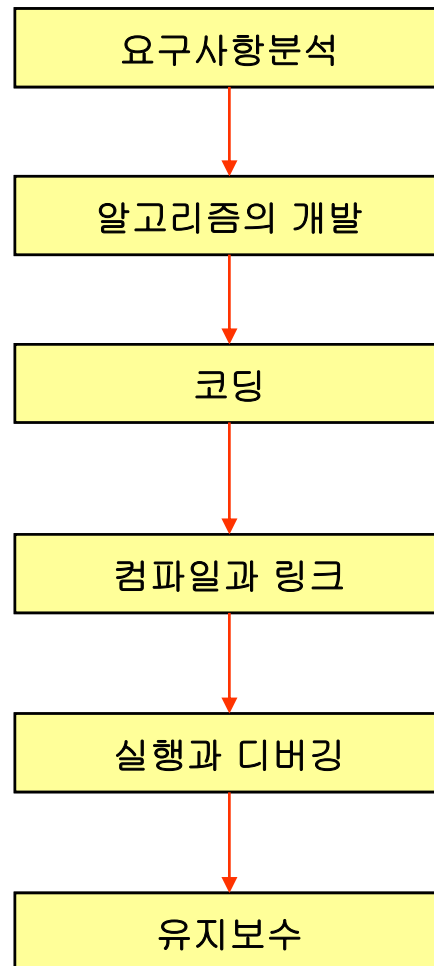 요구사항분석
알고리즘의 개발
코딩
컴파일과 링크
실행과 디버깅
유지보수